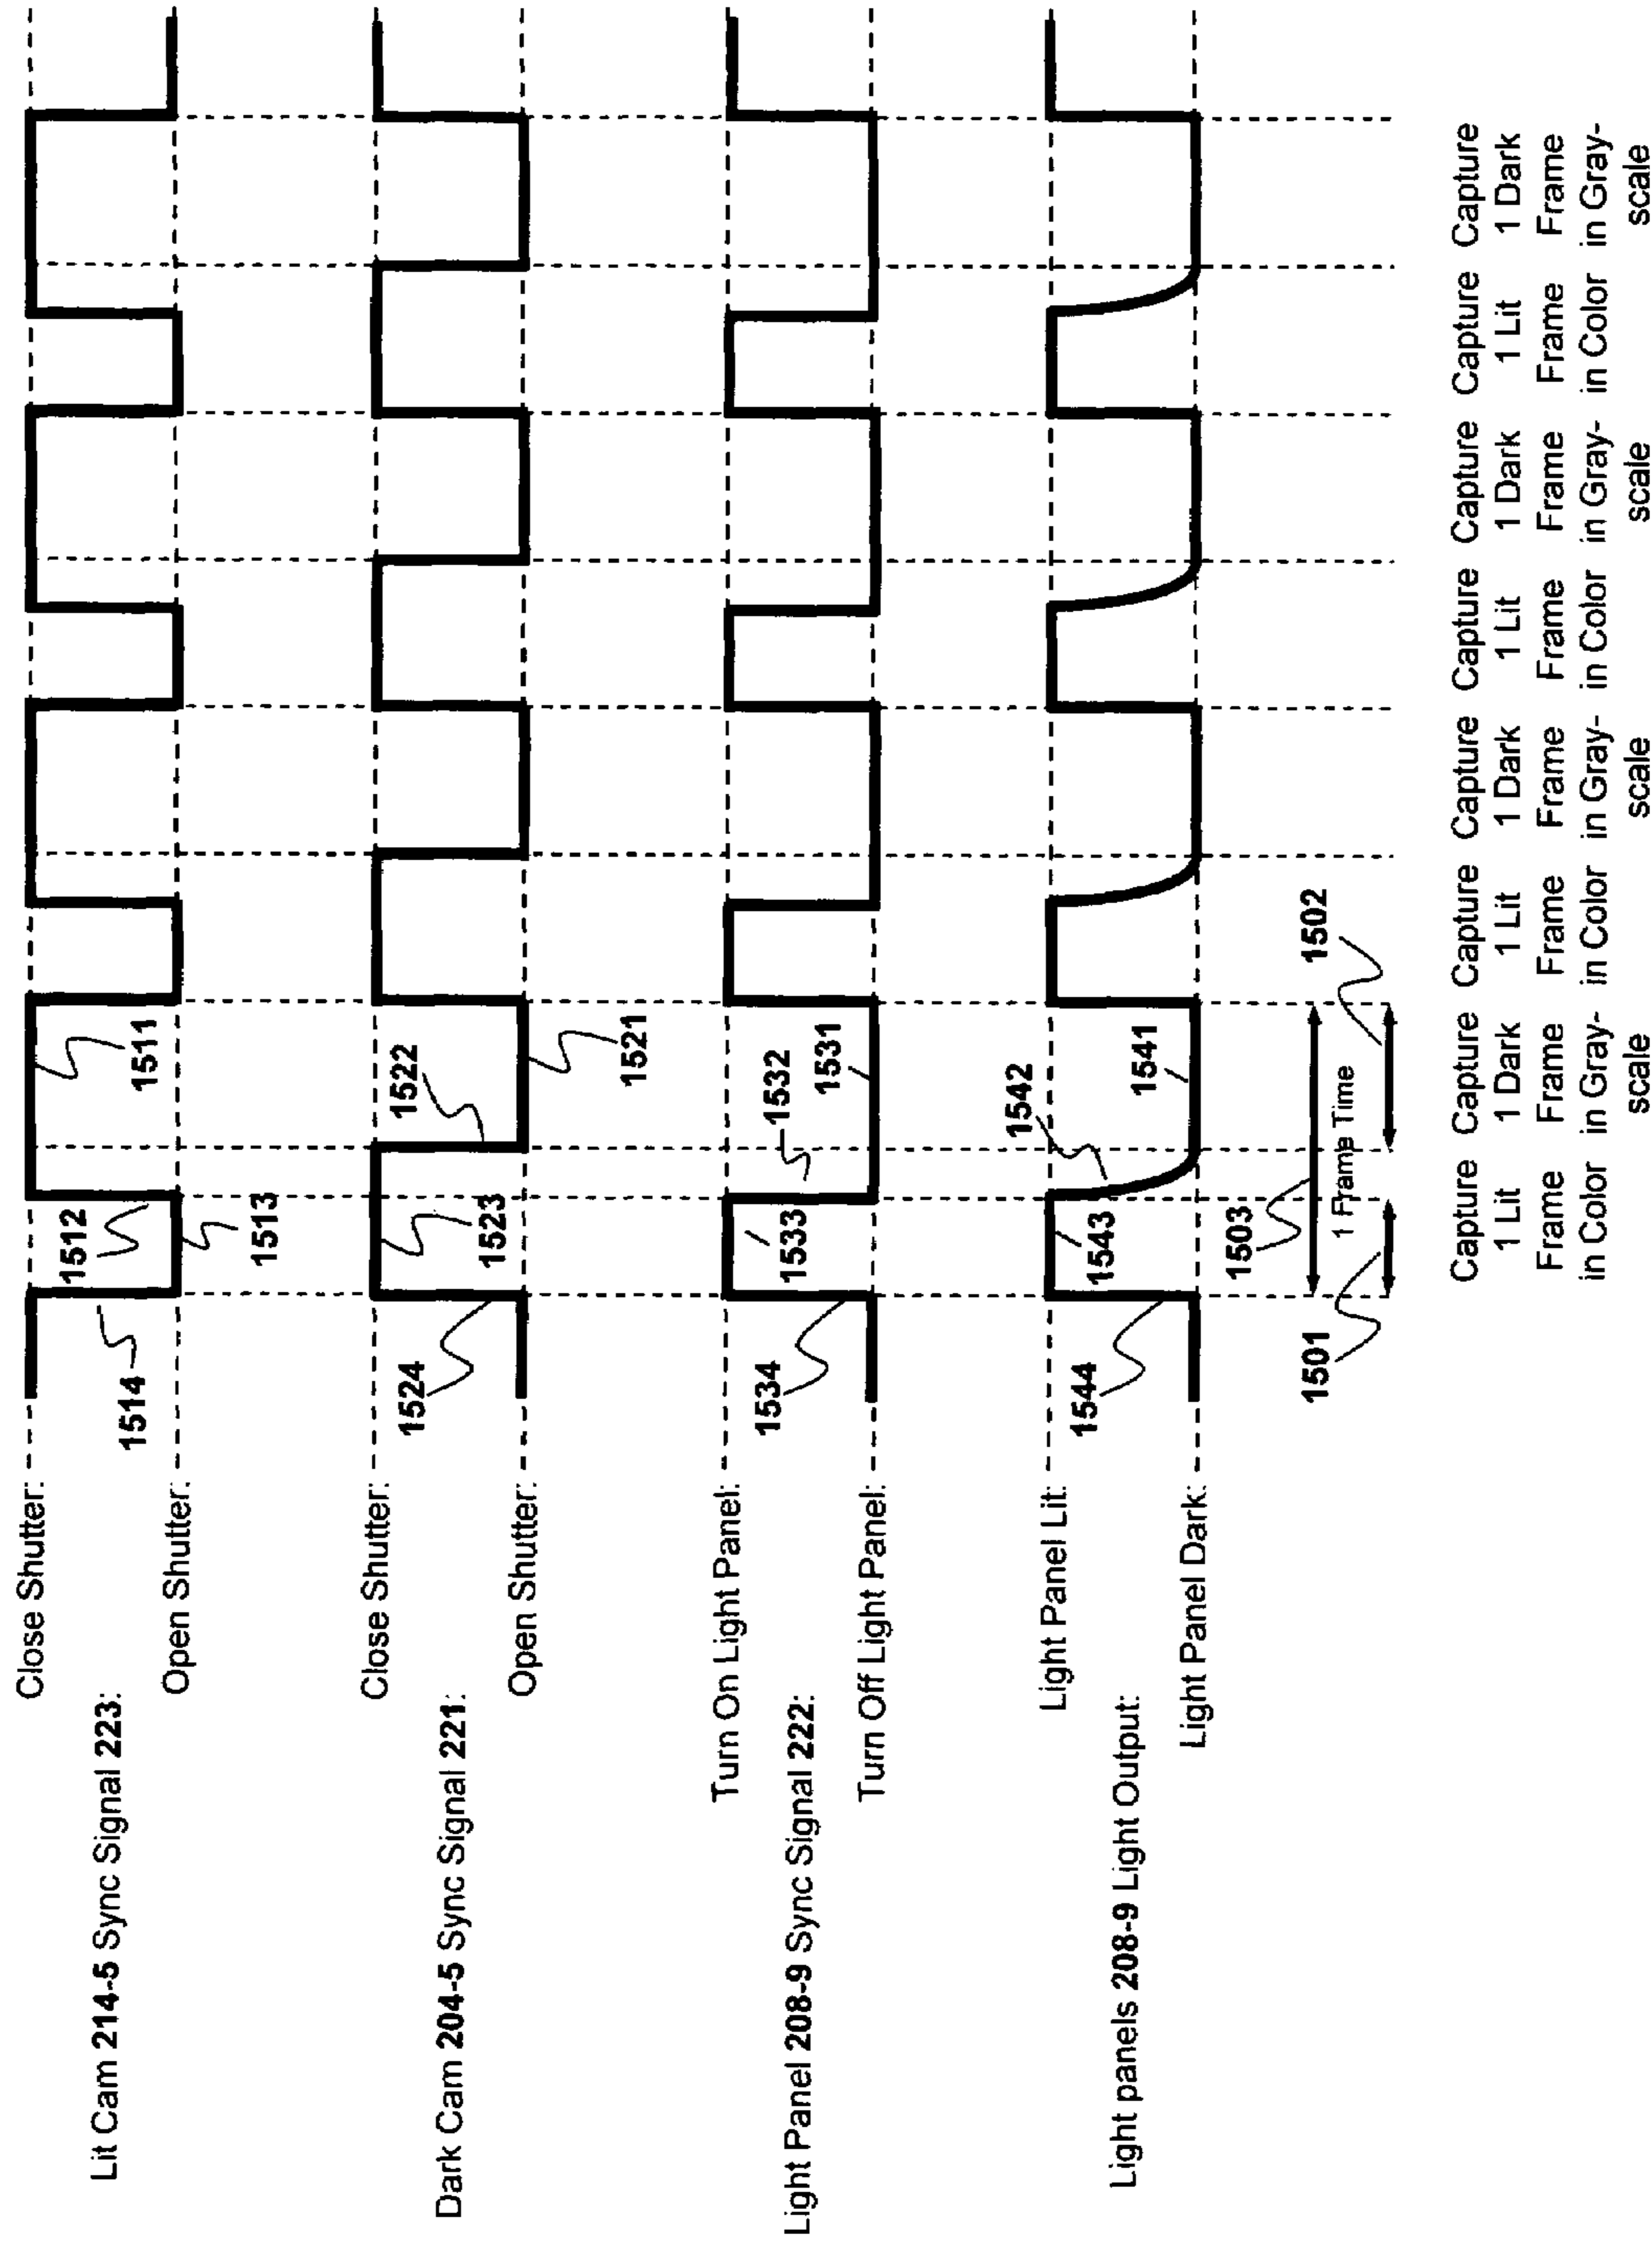 Close Shutter:
Lit Cam 214-5 Sync Signal 223:
Open Shutter:
1514
1512
1513
1511
Close Shutter:
Dark Cam 204-5 Sync Signal 221:
Open Shutter:
1524
1523
1522
1521
Turn On Light Panel:
Light Panel 208-9 Sync Signal 222:
Turn Off Light Panel:
1534
1533
1532
1531
Light Panel Lit:
Light panels 208-9 Light Output:
Light Panel Dark:
1544
1543
1542
1541
1503
1 Frame Time
1501
1502
Capture
1 Lit
Frame
in Color
Capture
1 Dark
Frame
in Gray-
scale
Capture
1 Lit
Frame
in Color
Capture
1 Dark
Frame
in Gray-
scale
Capture
1 Lit
Frame
in Color
Capture
1 Dark
Frame
in Gray-
scale
Capture
1 Lit
Frame
in Color
Capture
1 Dark
Frame
in Gray-
scale